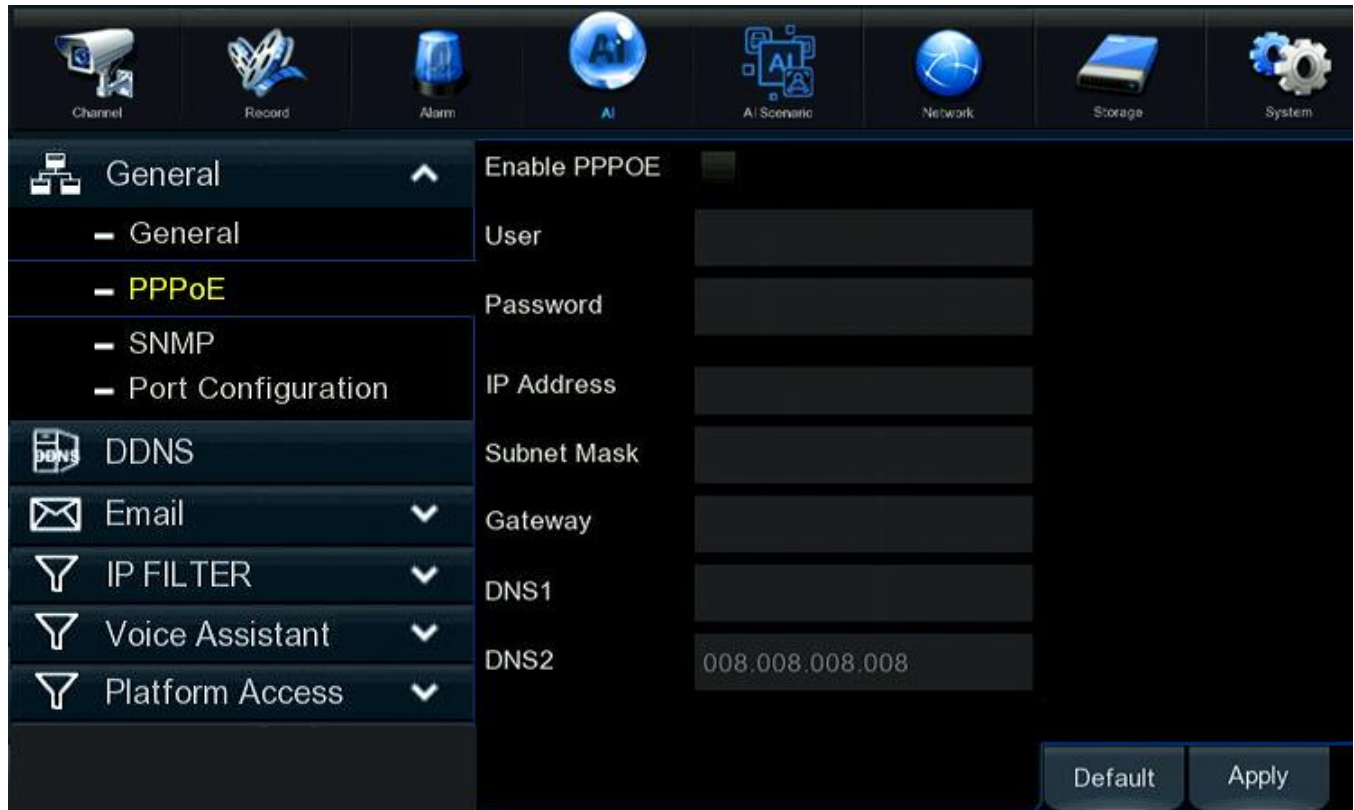 Channel Record Alarm AI AI Scenario Network Storage System
General
General
PPPoE
SNMP
Port Configuration
DDNS
DDNS
Email
IP FILTER
Voice Assistant
Platform Access
Enable PPPOE
User
Password
IP Address
Subnet Mask
Gateway
DNS1
DNS2 008.008.008.008
Default Apply